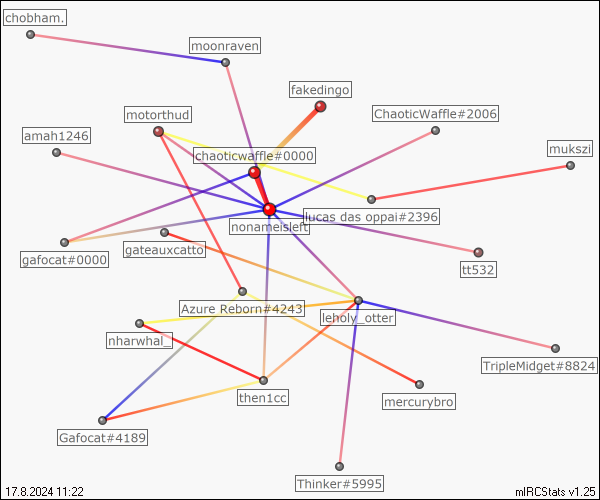 chobham.
moonraven
fakedingo
motorthud
ChaoticWaffle#2006
amah1246
chaoticwaffle#0000
mukszi
lucas das oppai#2396
nonameisleft
gafocat#0000
gateauxcatto
tt532
Azure Reborn#4243
leholy_otter
nharwhal_
TripleMidget#8824
then1cc
mercurybro
Gafocat#4189
Thinker#5995
17.8.2024 11:22
mIRCStats v1.25